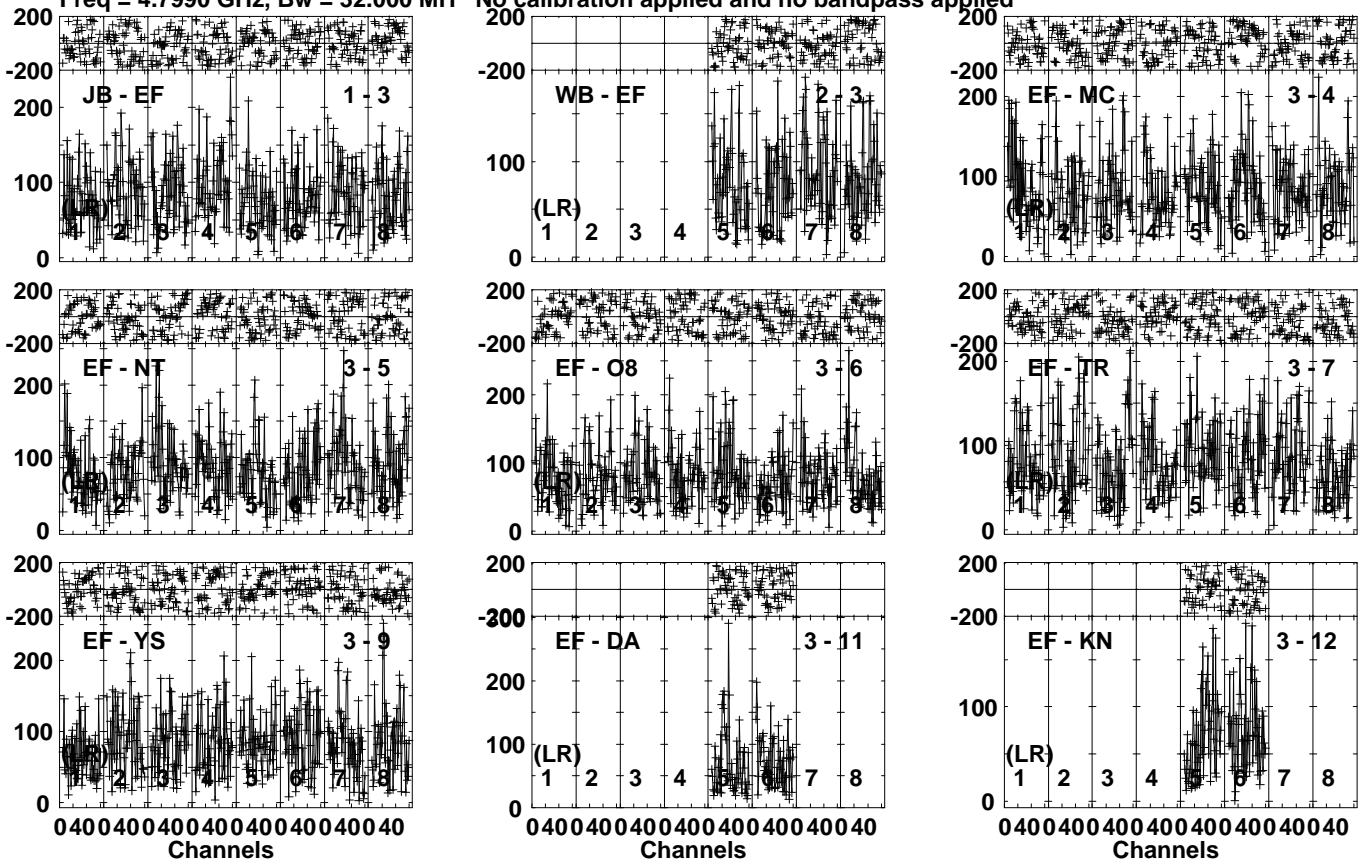 Freq = 4.7990 GHz, Bw = 32.000 MH No calibration applied and no bandpass applied
200 200 200
-200 -200 -200
JB - EF 1 - 3 WB - EF 2 - 3 EF - MC 3 - 4
200 200
100 100 100
(LR) (LR) (LR)
1 2 3 4 5 6 7 8 1 2 3 4 5 6 7 8 1 2 3 4 5 6 7 8
0 0 0
200 200 200
-200 -200 -200
EF - NT 3 - 5 EF - O8 3 - 6 EF - TR 3 - 7
200 200 200
100 100 100
(LR) (LR) (LR)
1 2 3 4 5 6 7 8 1 2 3 4 5 6 7 8 1 2 3 4 5 6 7 8
0 0 0
200 200 200
-200 -200 -200
300
EF - YS 3 - 9 EF - DA 3 - 11 EF - KN 3 - 12
200 200
100 100 100
(LR) (LR) (LR)
1 2 3 4 5 6 7 8 1 2 3 4 5 6 7 8 1 2 3 4 5 6 7 8
0 0 0
0 40 0 40 0 40 0 40 0 40 0 40 0 40 0 40 0 40 0 40 0 40 0 40 0 40 0 40 0 40 0 40 0 40 0 40 0 40 0 40 0 40 0 40 0 40 0 40
Channels Channels Channels